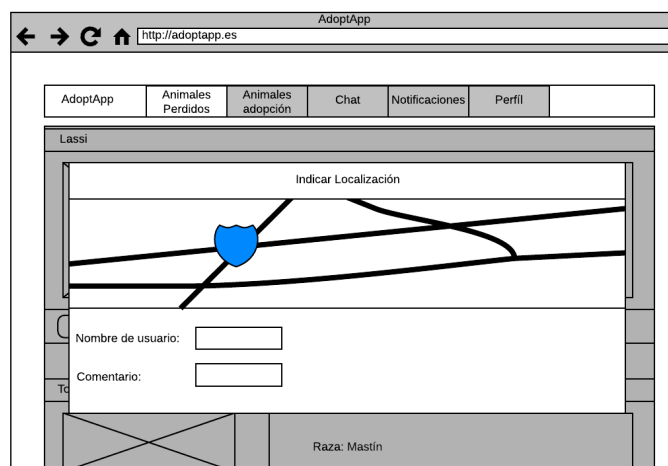 AdoptApp
http://adoptapp.es
AdoptApp
Animales
Perdidos
Animales
adopción
Chat
Notificaciones
Perfíl
Lassi
Indicar Localización
Nombre de usuario:
Comentario:
Raza: Mastín